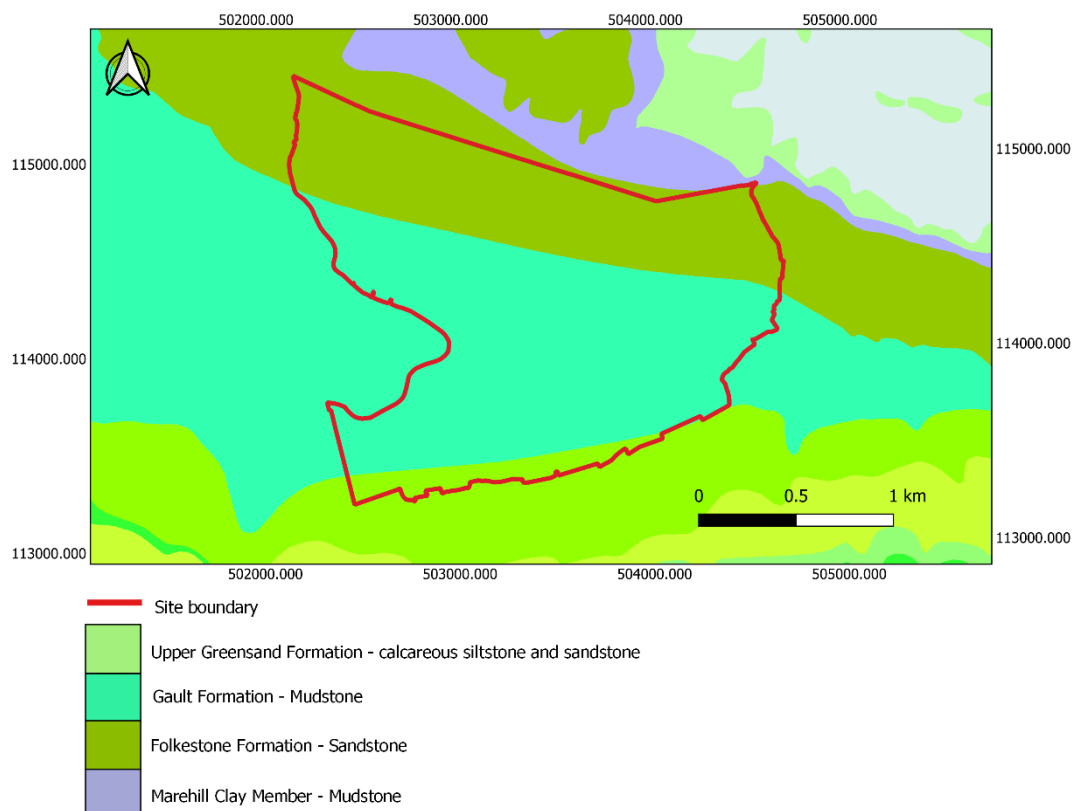 502000.000 503000.000 504000.000 505000.000
115000.000 115000.000
114000.000 114000.000
0 0.5 1 km
113000.000 113000.000
502000.000 503000.000 504000.000 505000.000
Site boundary
Upper Greensand Formation - calcareous siltstone and sandstone
Gault Formation - Mudstone
Folkestone Formation - Sandstone
Marehill Clay Member - Mudstone